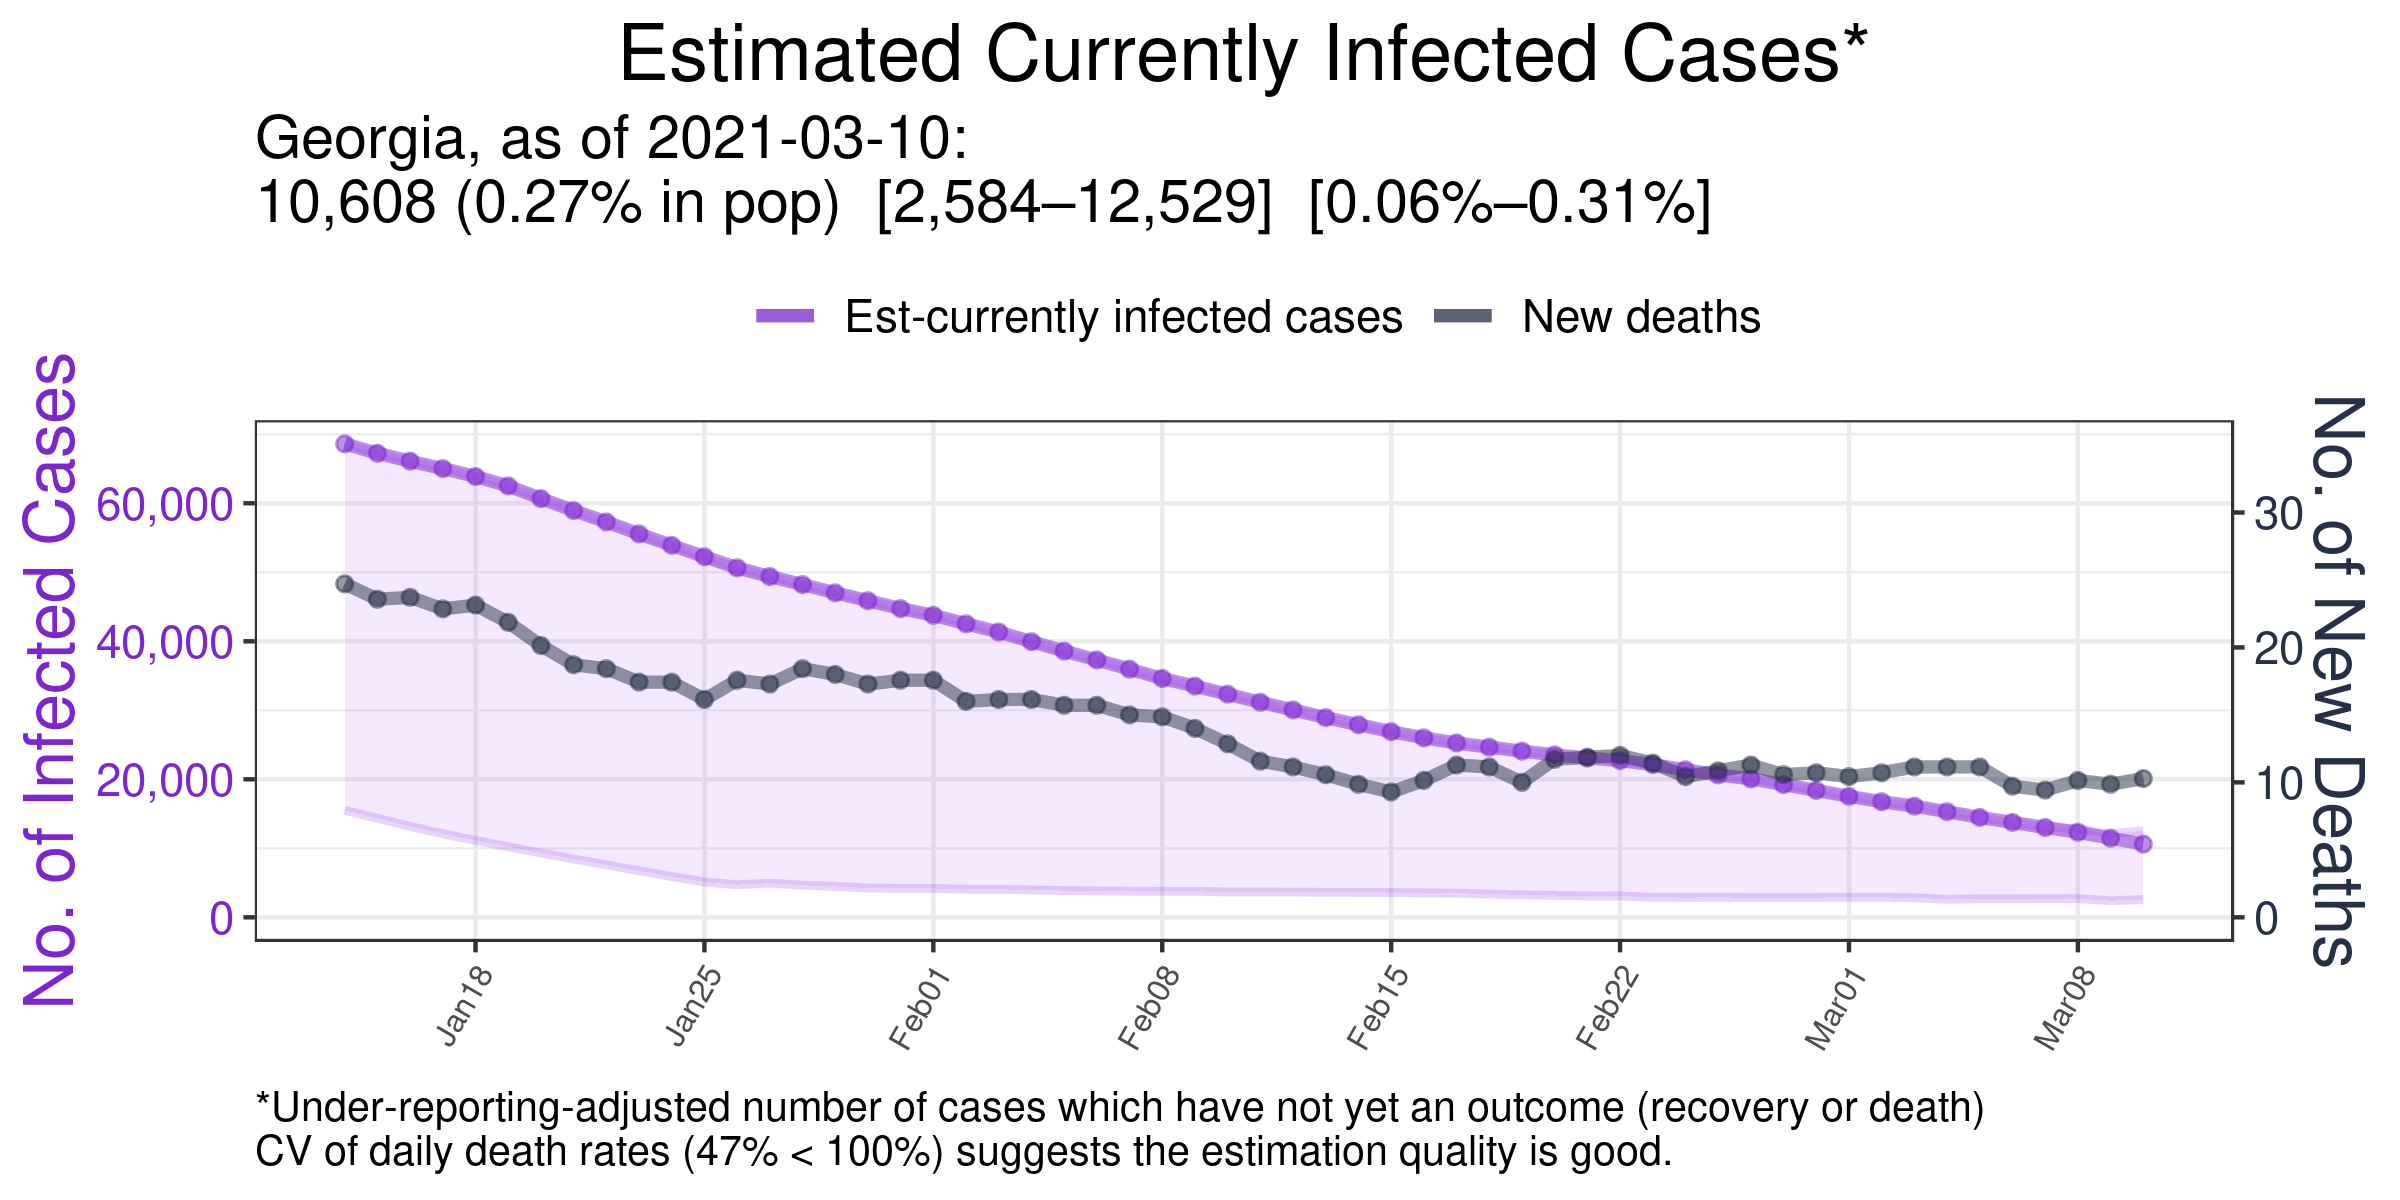 Estimated Currently Infected Cases*
Georgia, as of 2021-03-10:
10,608 (0.27% in pop)  [2,584–12,529]  [0.06%–0.31%]
Est-currently infected cases
New deaths
No. of Infected Cases
60,000
40,000
20,000
0
30
20
10
0
No. of New Deaths
Jan18
Jan25
Feb01
Feb08
Feb15
Feb22
Mar01
Mar08
*Under-reporting-adjusted number of cases which have not yet an outcome (recovery or death)
CV of daily death rates (47% < 100%) suggests the estimation quality is good.